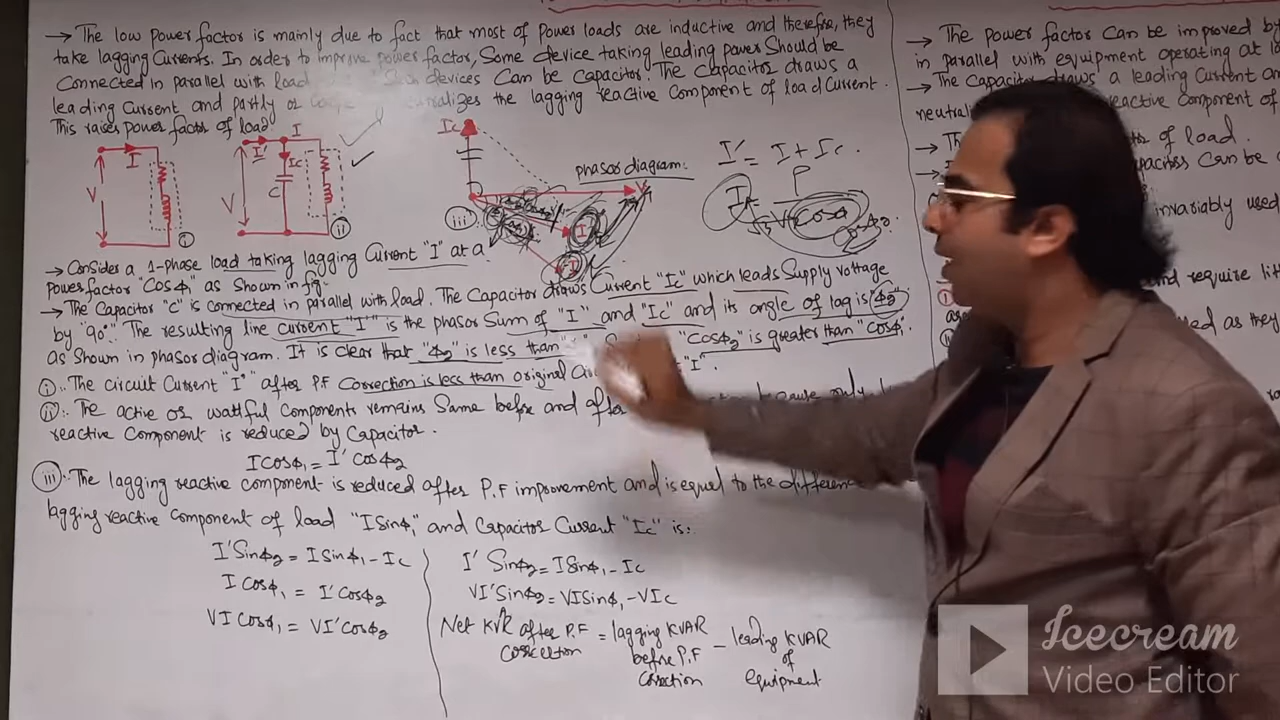 → The low power factor is mainly due to fact that most of power loads are inductive and therefore, they
take lagging Currents. In order to improve power factor, Some device taking leading power Should be
Connected in parallel with load devices Can be Capacitor. The Capacitor draws a
leading Current and partly or neutralizes the lagging reactive Component of load Current.
This raises power factor of load.
I
V
i
I' I
Ic
C
V
ii
Ic
V
phasor diagram:
iii
I'
I
I' = I + Ic.
I = P
√3 V cosφ
→ Consider a 1-phase load taking lagging Current "I" at a
power factor "Cosφ1" as Shown in fig.
→ The Capacitor "C" is connected in parallel with load. The Capacitor draws Current "Ic" which leads Supply voltage
by "90°". The resulting line current "I'" is the phasor Sum of "I" and "Ic" and its angle of lag is "φ2"
as Shown in phasor diagram. It is clear that "φ2" is less than "Cosφ2" is greater than "cosφ1".
i .. The circuit Current "I'" after P.F Correction is less than original "I".
ii :. The active or wattful Components remains Same before and after because only
reactive Component is reduced by Capacitor.
I cosφ1 = I' cosφ2
iii :. The lagging reactive component is reduced after P.F improvement and is equal to the difference
lagging reactive component of load "I Sinφ1" and Capacitor Current "Ic" is:.
I' Sinφ2 = I Sinφ1 - Ic
I cosφ1 = I' Cosφ2
VI cosφ1 = VI' cosφ2
I' Sinφ2 = I Sinφ1 - Ic
VI' Sinφ2 = VI Sinφ1 - VIc
Net KVR after P.F Correction = lagging KVAR before P.F Correction - leading KVAR of equipment
→ The power factor Can be improved by
in parallel with equipment operating at
→ The Capacitor draws a leading Current
reactive Component of
of load.
Can be
invariably used
and require
used as they
Icecream
Video Editor